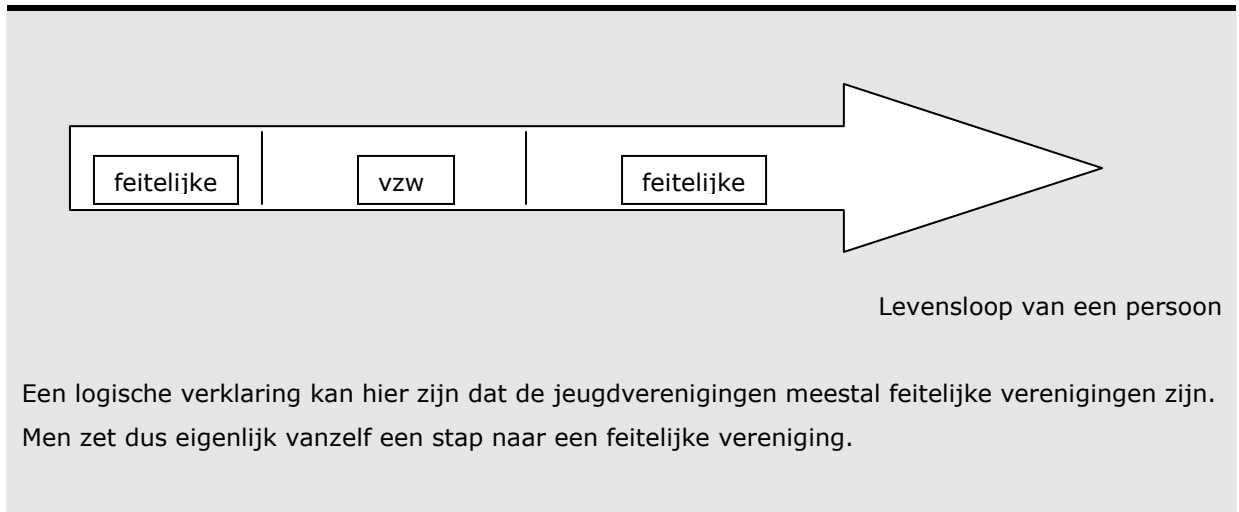 feitelijke vzw feitelijke
Levensloop van een persoon
Een logische verklaring kan hier zijn dat de jeugdverenigingen meestal feitelijke verenigingen zijn.
Men zet dus eigenlijk vanzelf een stap naar een feitelijke vereniging.